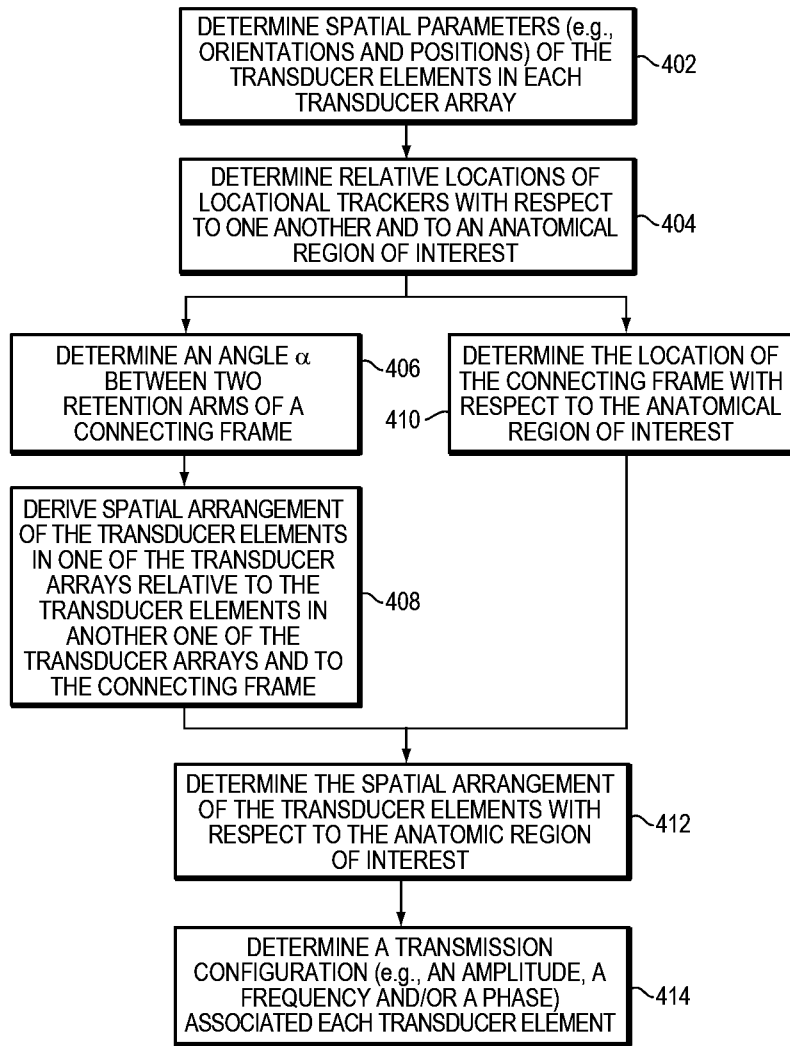 DETERMINE SPATIAL PARAMETERS (e.g.,
ORIENTATIONS AND POSITIONS) OF THE
TRANSDUCER ELEMENTS IN EACH
TRANSDUCER ARRAY
402
DETERMINE RELATIVE LOCATIONS OF
LOCATIONAL TRACKERS WITH RESPECT
TO ONE ANOTHER AND TO AN ANATOMICAL
REGION OF INTEREST
404
DETERMINE AN ANGLE α
BETWEEN TWO
RETENTION ARMS OF A
CONNECTING FRAME
406
DETERMINE THE LOCATION OF
THE CONNECTING FRAME WITH
RESPECT TO THE ANATOMICAL
REGION OF INTEREST
410
DERIVE SPATIAL ARRANGEMENT
OF THE TRANSDUCER ELEMENTS
IN ONE OF THE TRANSDUCER
ARRAYS RELATIVE TO THE
TRANSDUCER ELEMENTS IN
ANOTHER ONE OF THE
TRANSDUCER ARRAYS AND TO
THE CONNECTING FRAME
408
DETERMINE THE SPATIAL ARRANGEMENT
OF THE TRANSDUCER ELEMENTS WITH
RESPECT TO THE ANATOMIC REGION
OF INTEREST
412
DETERMINE A TRANSMISSION
CONFIGURATION (e.g., AN AMPLITUDE, A
FREQUENCY AND/OR A PHASE)
ASSOCIATED EACH TRANSDUCER ELEMENT
414